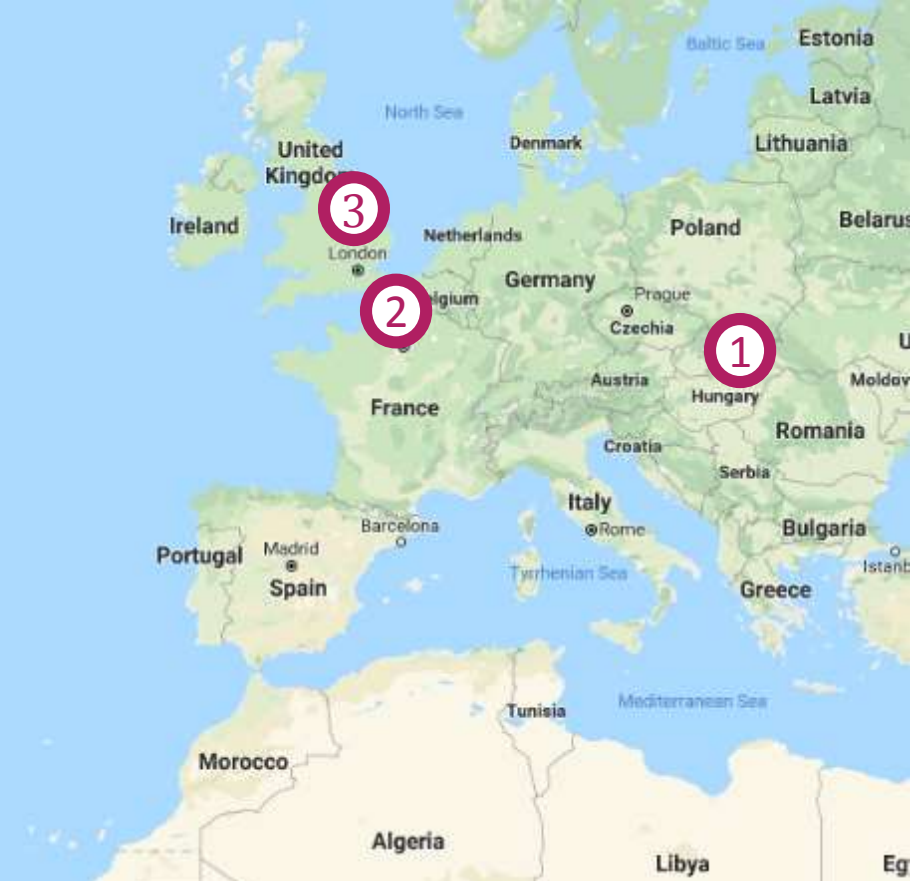 Estonia
Baltic Sea
Latvia
North Sea
Denmark
Lithuania
United
Kingdom
3
Ireland
Poland
Belarus
Netherlands
London
Germany
Prague
2
lgium
Czechia
1
U
Austria
Moldov
Hungary
France
Romania
Croatia
Serbia
Italy
Barcelona
Rome
Bulgaria
Madrid
Portugal
Istanb
Tyrrhenian Sea
Spain
Greece
Mediterranean Sea
Tunisia
Morocco
Algeria
Libya
Eg